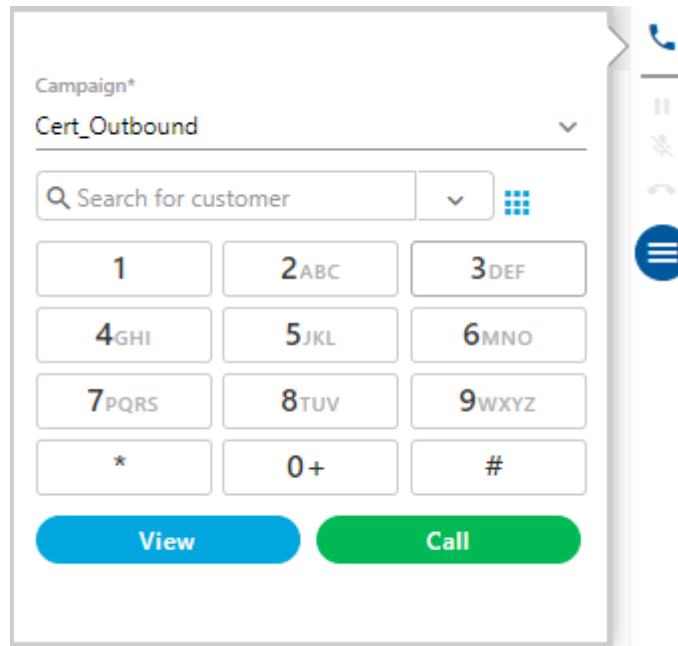 Campaign*
Cert_Outbound
Search for customer
1 2ABC 3DEF
4GHI 5JKL 6MNO
7PQRS 8TUV 9WXYZ
* 0+ #
View Call